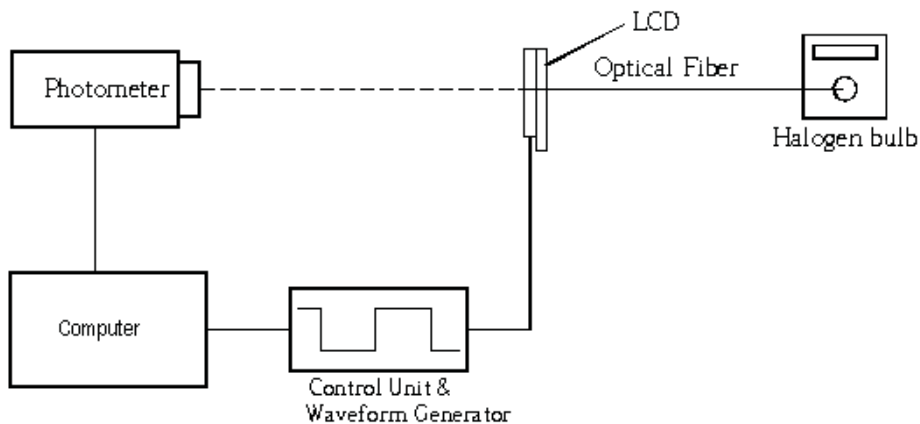 LCD
Optical Fiber
Photometer
Halogen bulb
Computer
Control Unit &
Waveform Generator